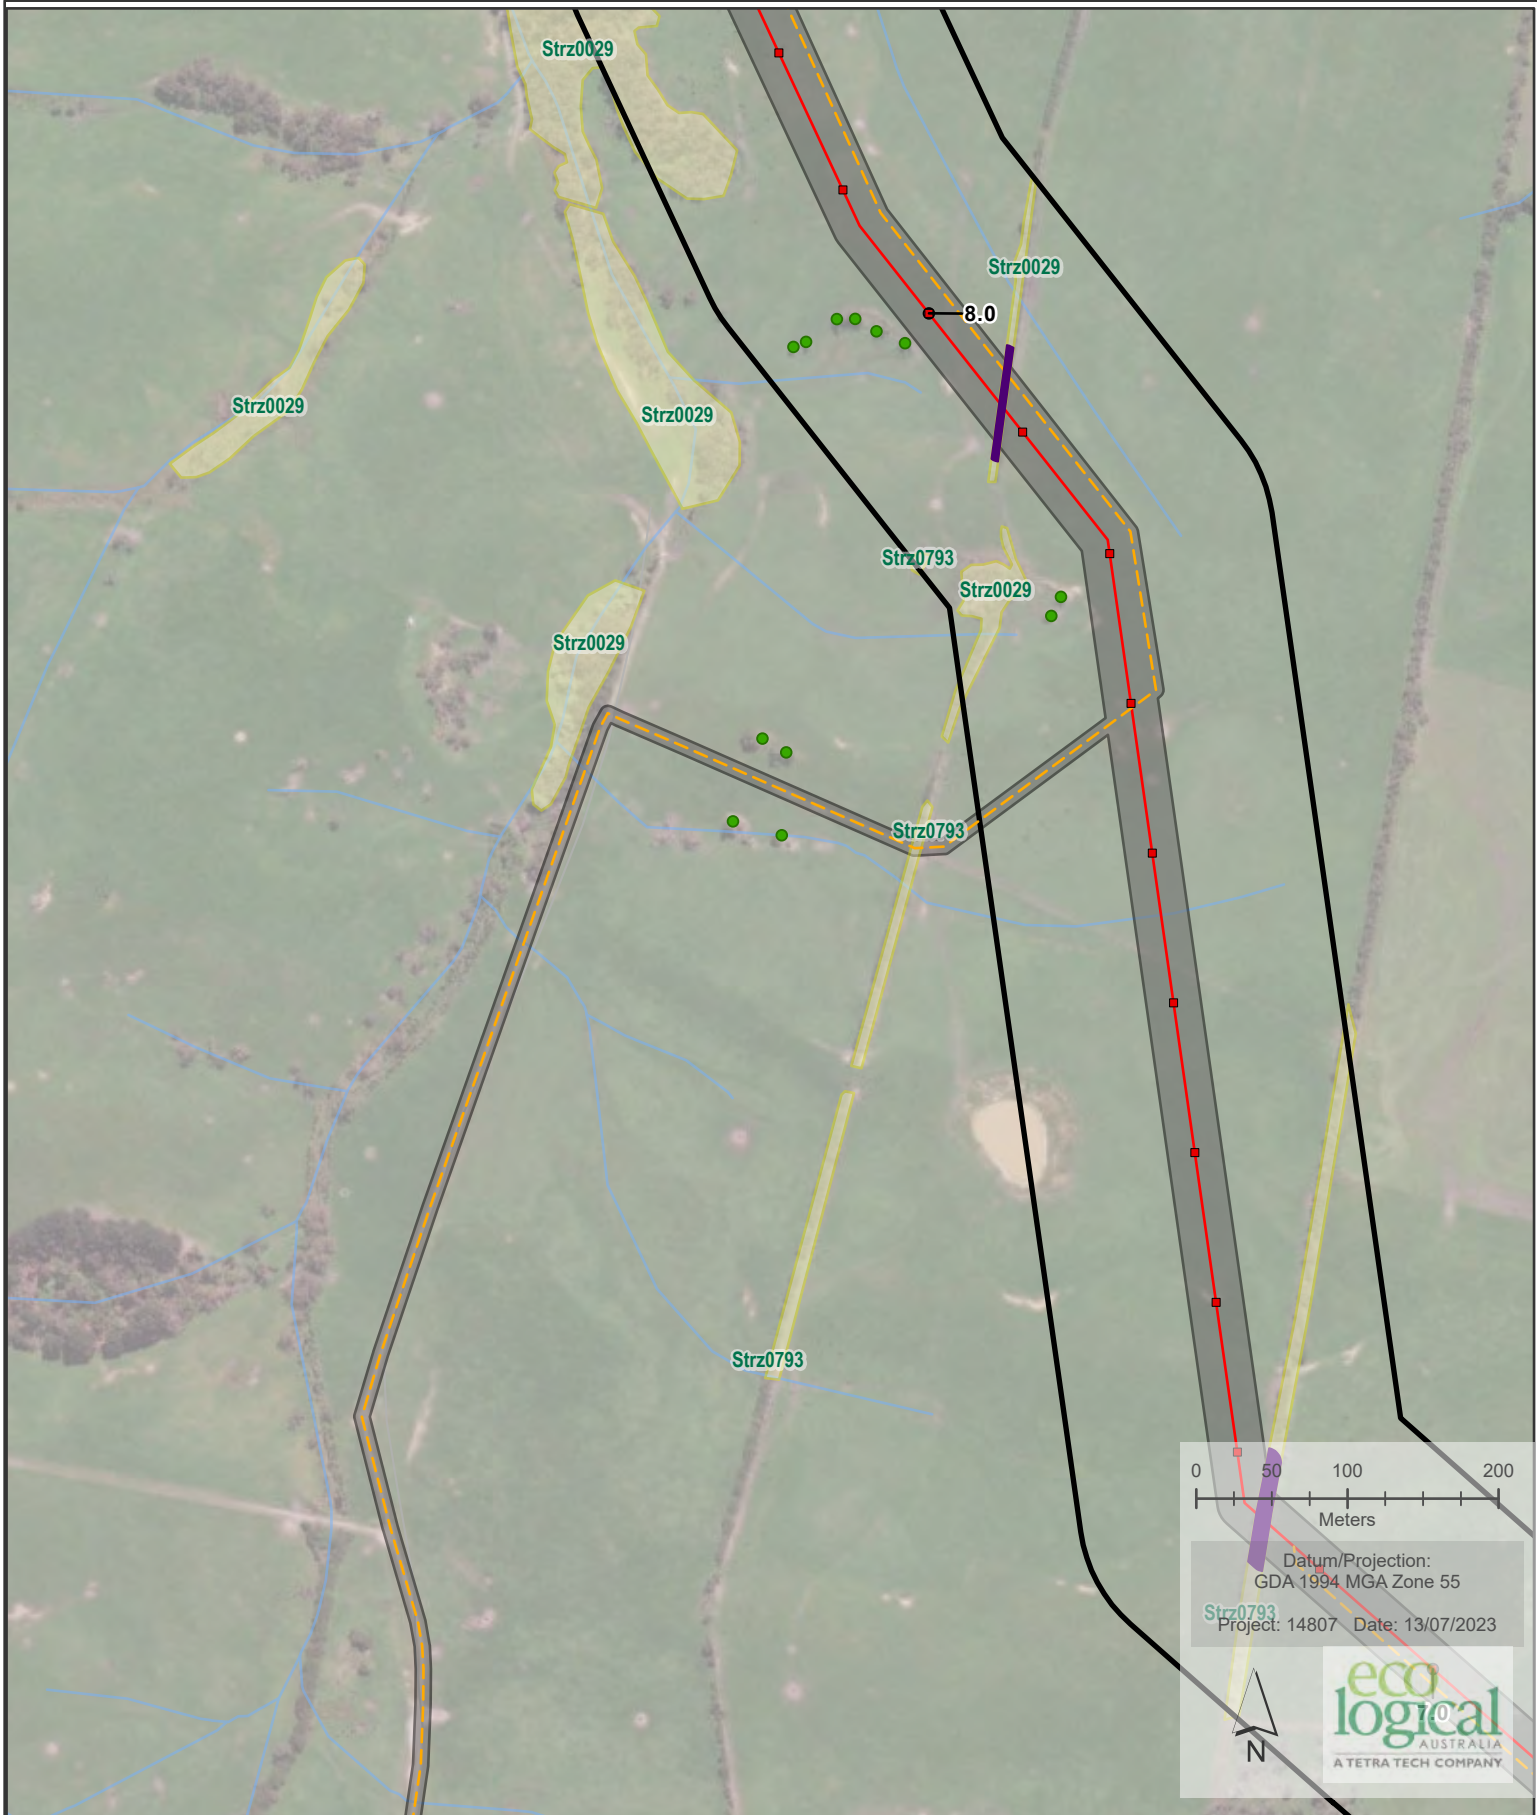 Strz0029
Strz0029
8.0
Strz0029
Strz0029
Strz0793
Strz0029
Strz0029
Strz0793
Strz0793
0 50 100 200
Meters
Datum/Projection:
GDA 1994 MGA Zone 55
Strz0793
Project: 14807 Date: 13/07/2023
eco
logical
7.0
AUSTRALIA
A TETRA TECH COMPANY
N